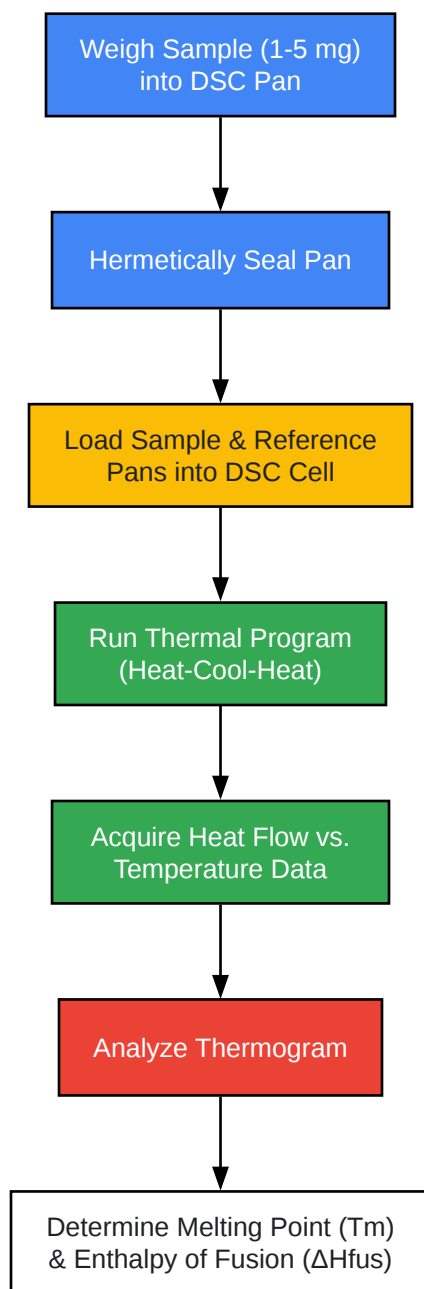 Weigh Sample (1-5 mg)
into DSC Pan
Hermetically Seal Pan
Load Sample & Reference
Pans into DSC Cell
Run Thermal Program
(Heat-Cool-Heat)
Acquire Heat Flow vs.
Temperature Data
Analyze Thermogram
Determine Melting Point (Tm)
& Enthalpy of Fusion (ΔHfus)